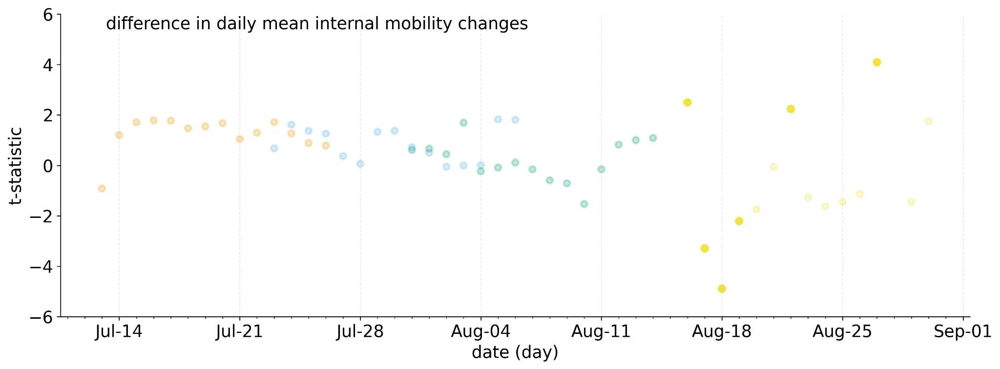 difference in daily mean internal mobility changes
6
4
2
0
−2
−4
−6
t-statistic
Jul-14 Jul-21 Jul-28 Aug-04 Aug-11 Aug-18 Aug-25 Sep-01
date (day)